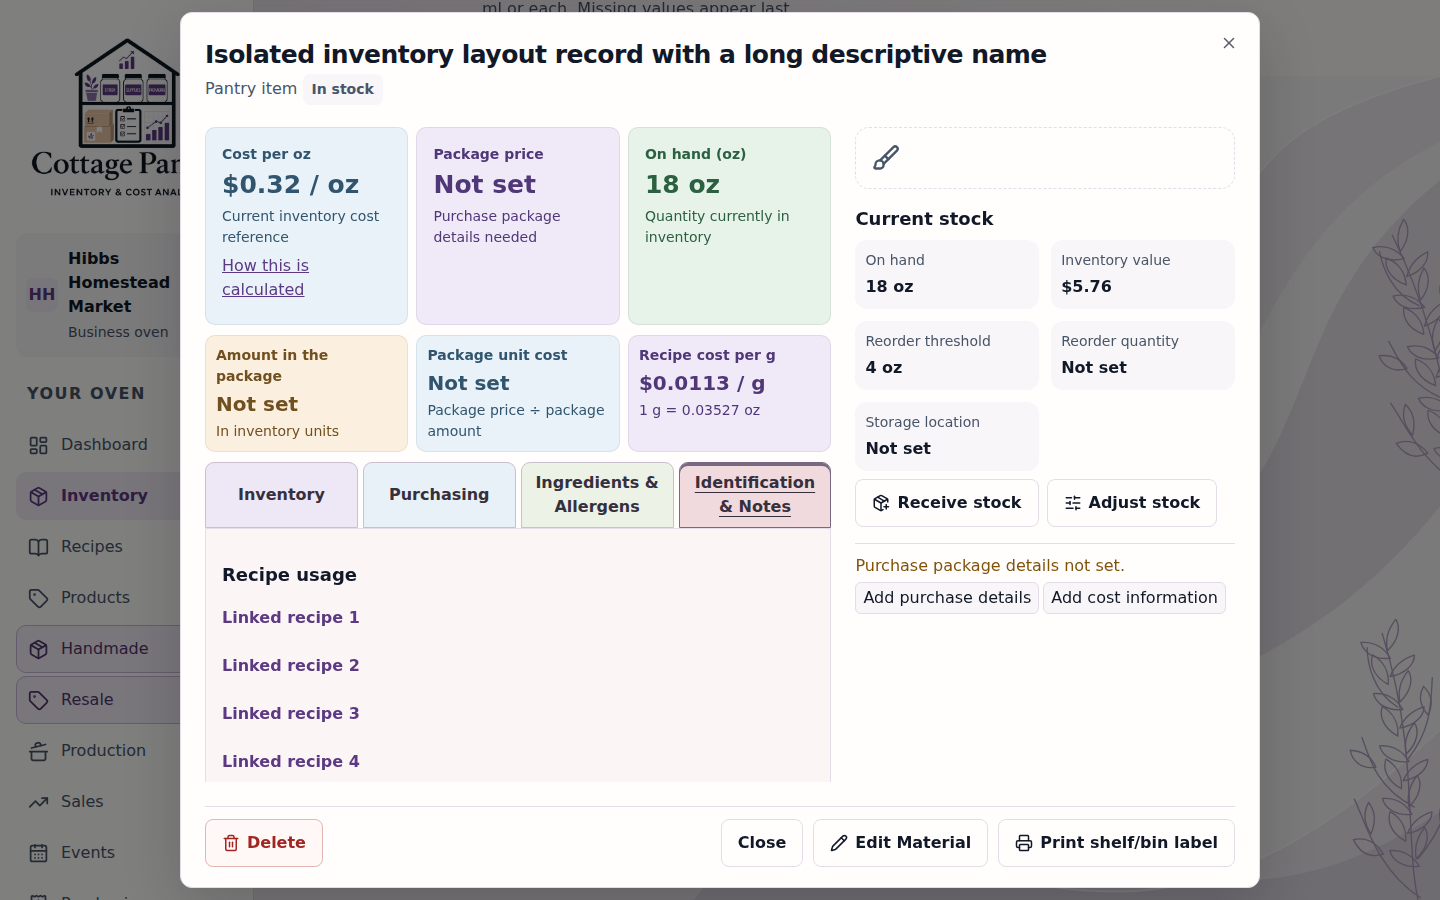 ml or each. Missing values appear last
Cottage Pan
INVENTORY & COST ANAL
HH
Hibbs
Homestead
Market
Business oven
YOUR OVEN
Dashboard
Inventory
Recipes
Products
Handmade
Resale
Production
Sales
Events
Isolated inventory layout record with a long descriptive name
Pantry item In stock
Cost per oz
$0.32 / oz
Current inventory cost
reference
How this is
calculated
Package price
Not set
Purchase package
details needed
On hand (oz)
18 oz
Quantity currently in
inventory
Amount in the
package
Not set
In inventory units
Package unit cost
Not set
Package price ÷ package
amount
Recipe cost per g
$0.0113 / g
1 g = 0.03527 oz
Inventory
Purchasing
Ingredients &
Allergens
Identification
& Notes
Recipe usage
Linked recipe 1
Linked recipe 2
Linked recipe 3
Linked recipe 4
Current stock
On hand
18 oz
Inventory value
$5.76
Reorder threshold
4 oz
Reorder quantity
Not set
Storage location
Not set
Receive stock
Adjust stock
Purchase package details not set.
Add purchase details
Add cost information
Delete
Close
Edit Material
Print shelf/bin label